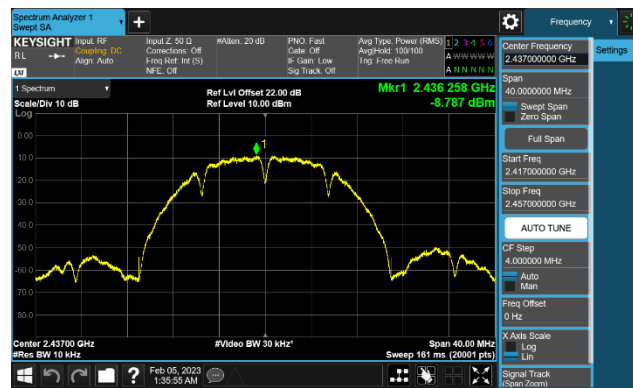 Spectrum Analyzer 1
Swept SA
Frequency
KEYSIGHT
Input: RF
Coupling: DC
Align: Auto
Input Z: 50 Ω
Corrections: Off
Freq Ref: Int (S)
NFE: Off
#Atten: 20 dB
PNO: Fast
Gate: Off
IF Gain: Low
Sig Track: Off
Avg Type: Power (RMS)
Avg|Hold: 100/100
Trig: Free Run
1 2 3 4 5 6
A W W W W W
A N N N N N
RL
LXI
1 Spectrum
Scale/Div 10 dB
Log
Ref Lvl Offset 22.00 dB
Ref Level 10.00 dBm
Mkr1 2.436 258 GHz
-8.787 dBm
1
0.00
-10.0
-20.0
-30.0
-40.0
-50.0
-60.0
-70.0
-80.0
Center 2.43700 GHz
#Res BW 10 kHz
#Video BW 30 kHz*
Span 40.00 MHz
Sweep 161 ms (20001 pts)
?
Feb 05, 2023
1:35:55 AM
Center Frequency
2.437000000 GHz
Settings
Span
40.0000000 MHz
Swept Span
Zero Span
Full Span
Start Freq
2.417000000 GHz
Stop Freq
2.457000000 GHz
AUTO TUNE
CF Step
4.000000 MHz
Auto
Man
Freq Offset
0 Hz
X Axis Scale
Log
Lin
Signal Track
(Span Zoom)